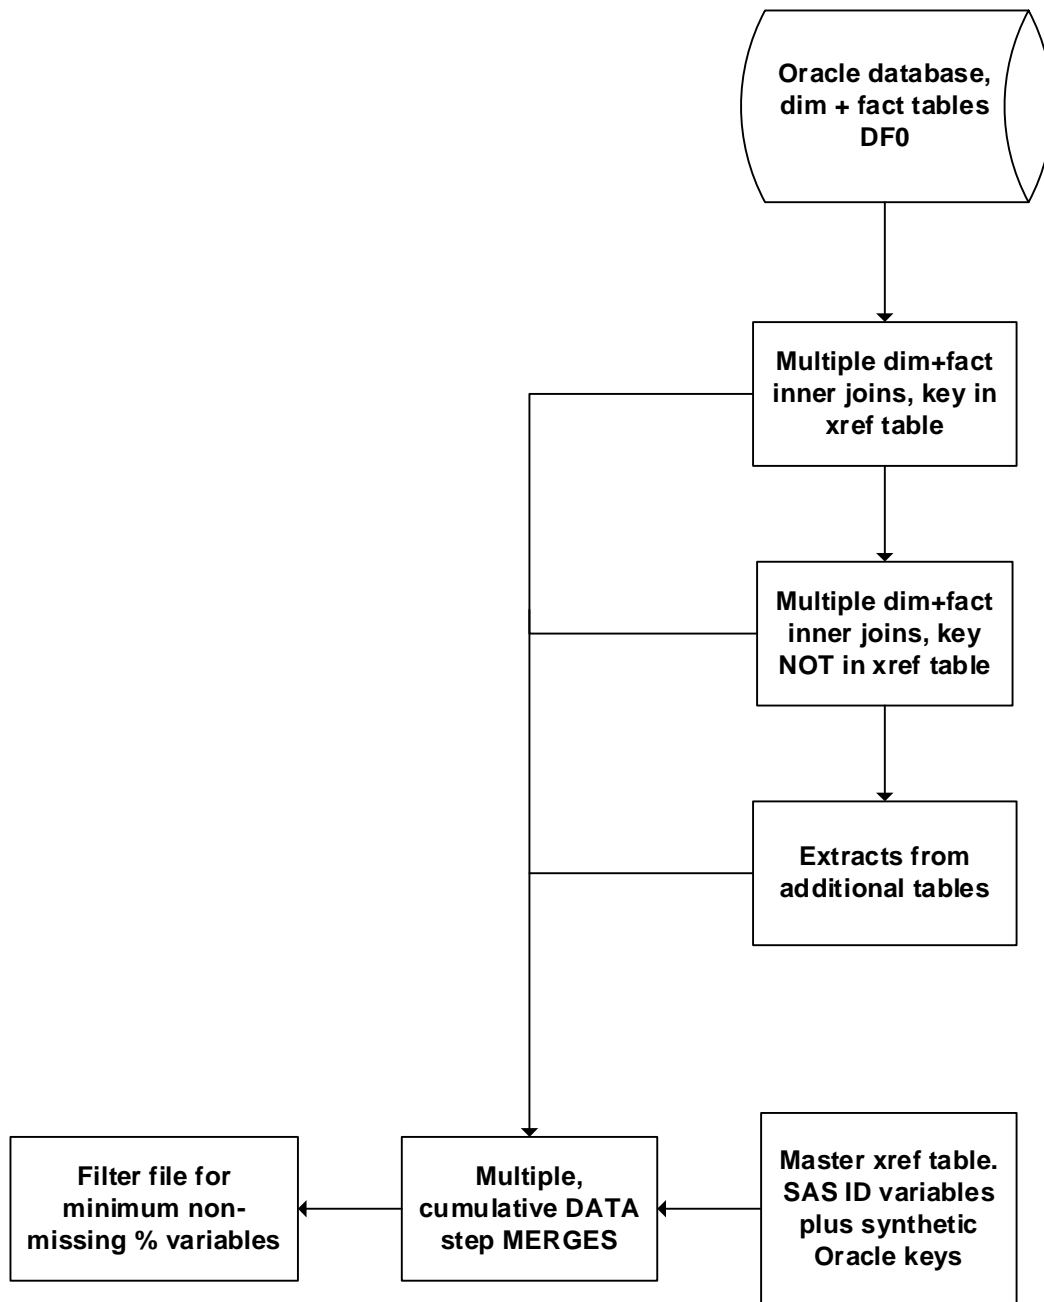 Oracle database,
dim + fact tables
DF0
Multiple dim+fact
inner joins, key in
xref table
Multiple dim+fact
inner joins, key
NOT in xref table
Extracts from
additional tables
Filter file for
minimum non-
missing % variables
Multiple,
cumulative DATA
step MERGES
Master xref table.
SAS ID variables
plus synthetic
Oracle keys